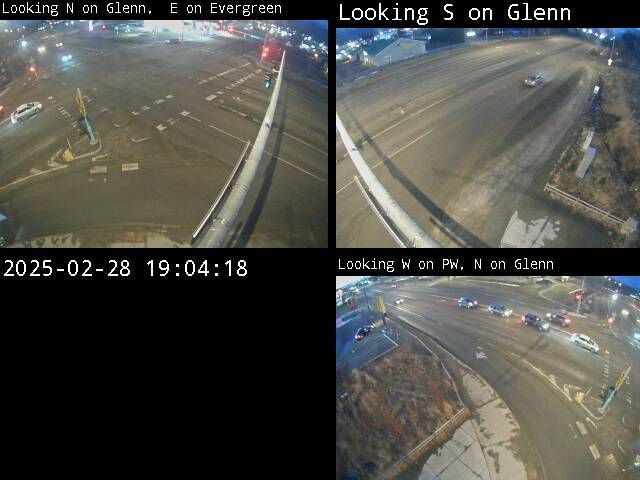 Looking N on Glenn, E on Evergreen
Looking S on Glenn
2025-02-28 19:04:18
Looking W on PW, N on Glenn